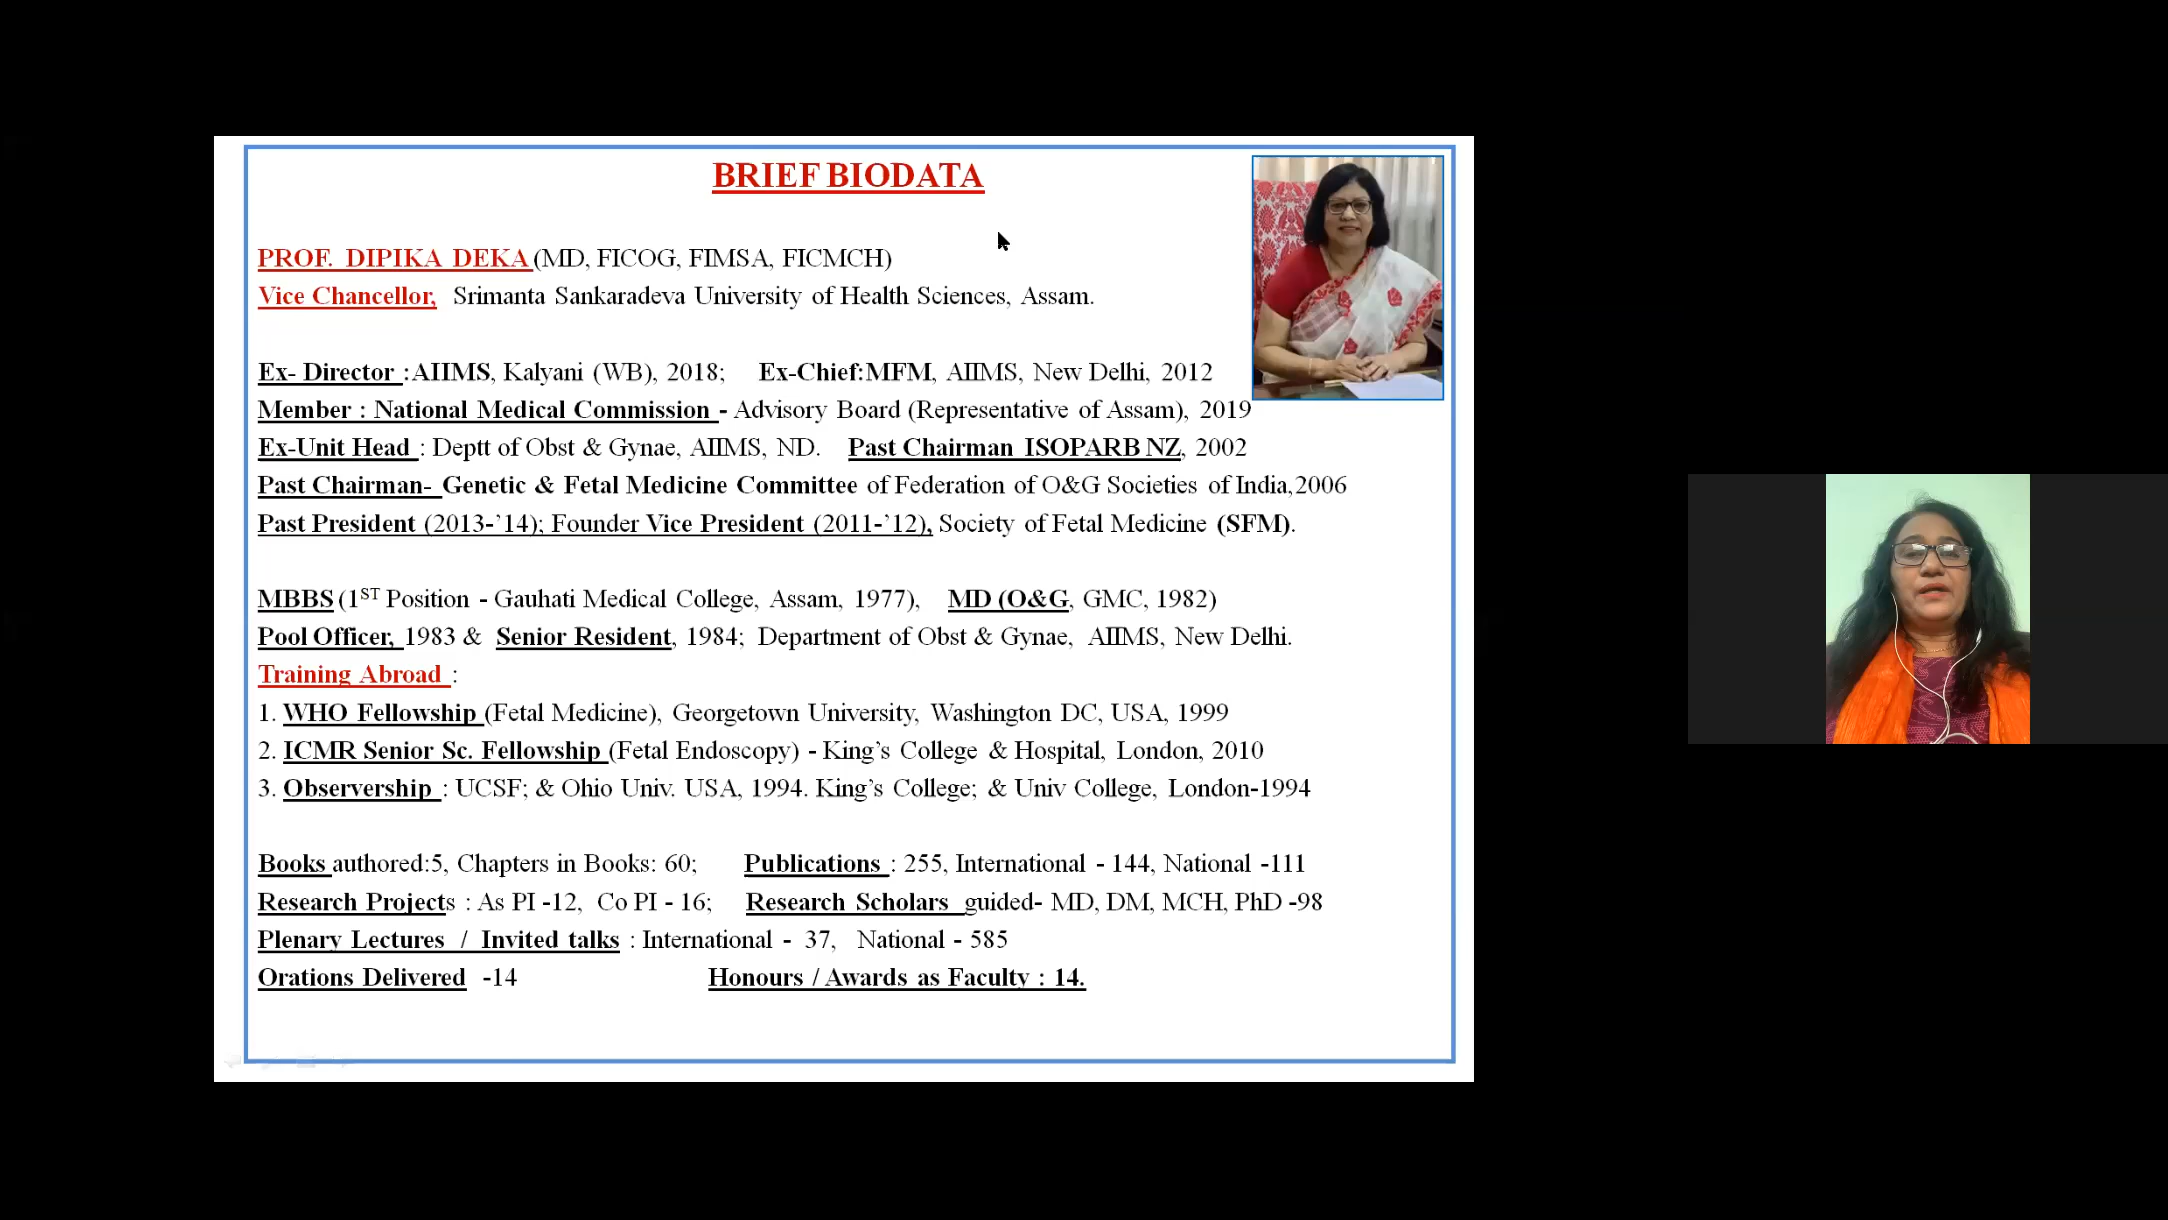 BRIEF BIODATA
PROF. DIPIKA DEKA (MD, FICOG, FIMSA, FICMCH)
Vice Chancellor, Srimanta Sankaradeva University of Health Sciences, Assam.
Ex- Director : AIIMS, Kalyani (WB), 2018; Ex-Chief:MFM, AIIMS, New Delhi, 2012
Member : National Medical Commission - Advisory Board (Representative of Assam), 2019
Ex-Unit Head : Deptt of Obst & Gynae, AIIMS, ND. Past Chairman ISOPARB NZ, 2002
Past Chairman- Genetic & Fetal Medicine Committee of Federation of O&G Societies of India,2006
Past President (2013-’14); Founder Vice President (2011-’12), Society of Fetal Medicine (SFM).
MBBS (1ST Position - Gauhati Medical College, Assam, 1977), MD (O&G, GMC, 1982)
Pool Officer, 1983 & Senior Resident, 1984; Department of Obst & Gynae, AIIMS, New Delhi.
Training Abroad :
1. WHO Fellowship (Fetal Medicine), Georgetown University, Washington DC, USA, 1999
2. ICMR Senior Sc. Fellowship (Fetal Endoscopy) - King’s College & Hospital, London, 2010
3. Observership : UCSF; & Ohio Univ. USA, 1994. King’s College; & Univ College, London-1994
Books authored:5, Chapters in Books: 60; Publications : 255, International - 144, National -111
Research Projects : As PI -12, Co PI - 16; Research Scholars guided- MD, DM, MCH, PhD -98
Plenary Lectures / Invited talks : International - 37, National - 585
Orations Delivered -14 Honours / Awards as Faculty : 14.